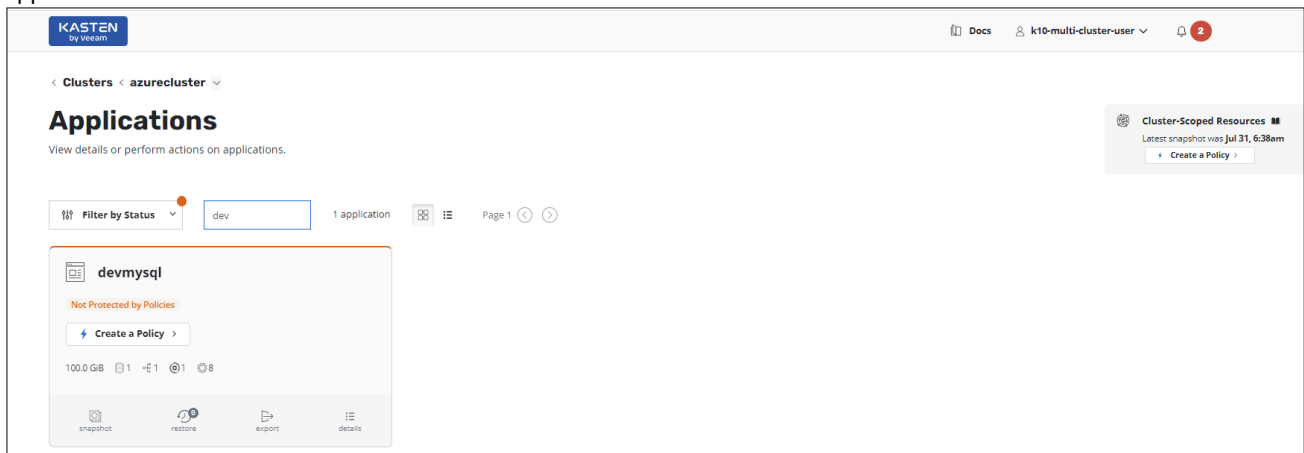 KASTEN
by Veeam
Docs
k10-multi-cluster-user
2
< Clusters < azurecluster
Applications
View details or perform actions on applications.
Cluster-Scoped Resources
Latest snapshot was Jul 31, 6:38am
Create a Policy >
Filter by Status
dev
1 application
Page 1
devmysql
Not Protected by Policies
Create a Policy >
100.0 GiB 1 1 1 8
0
snapshot restore export details